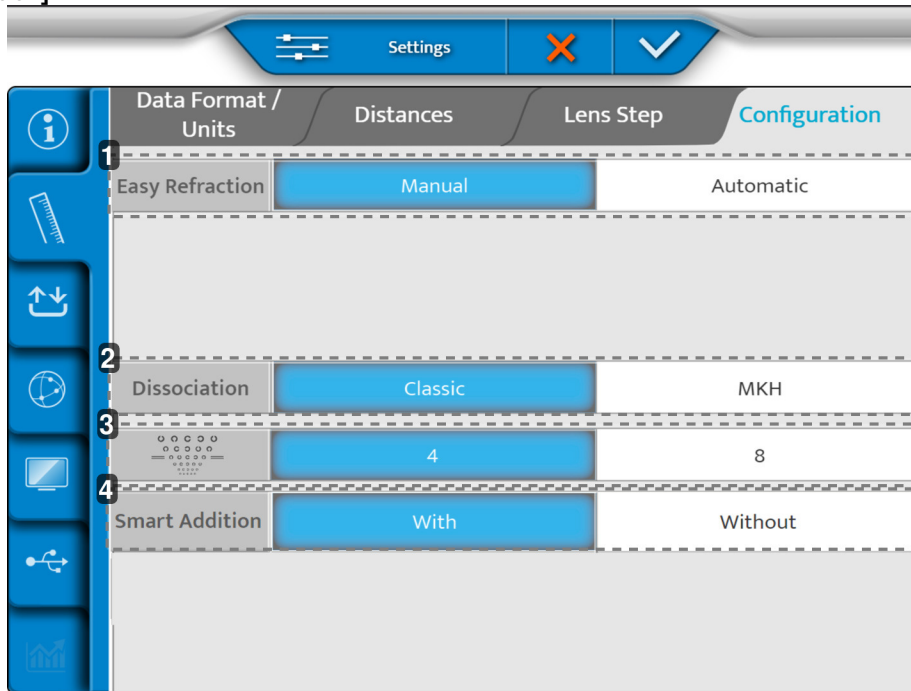 Settings
Data Format /
Units
Distances
Lens Step
Configuration
1
Easy Refraction
Manual
Automatic
2
Dissociation
Classic
MKH
3
4
8
4
Smart Addition
With
Without